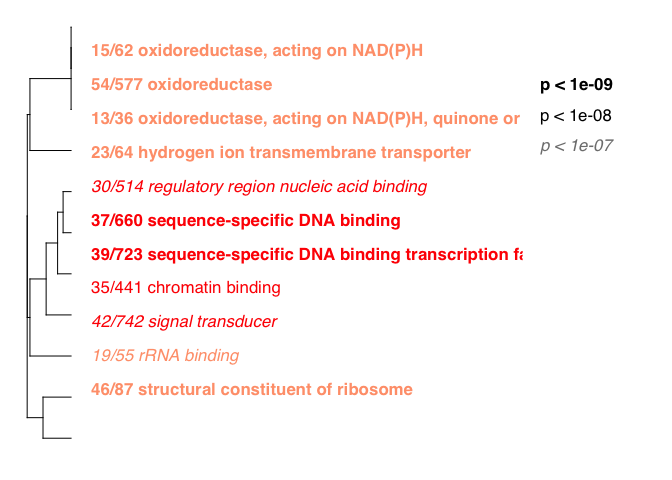 15/62 oxidoreductase, acting on NAD(P)H
54/577 oxidoreductase
13/36 oxidoreductase, acting on NAD(P)H, quinone or
23/64 hydrogen ion transmembrane transporter
30/514 regulatory region nucleic acid binding
37/660 sequence-specific DNA binding
39/723 sequence-specific DNA binding transcription fa
35/441 chromatin binding
42/742 signal transducer
19/55 rRNA binding
46/87 structural constituent of ribosome
p < 1e-09
p < 1e-08
p < 1e-07